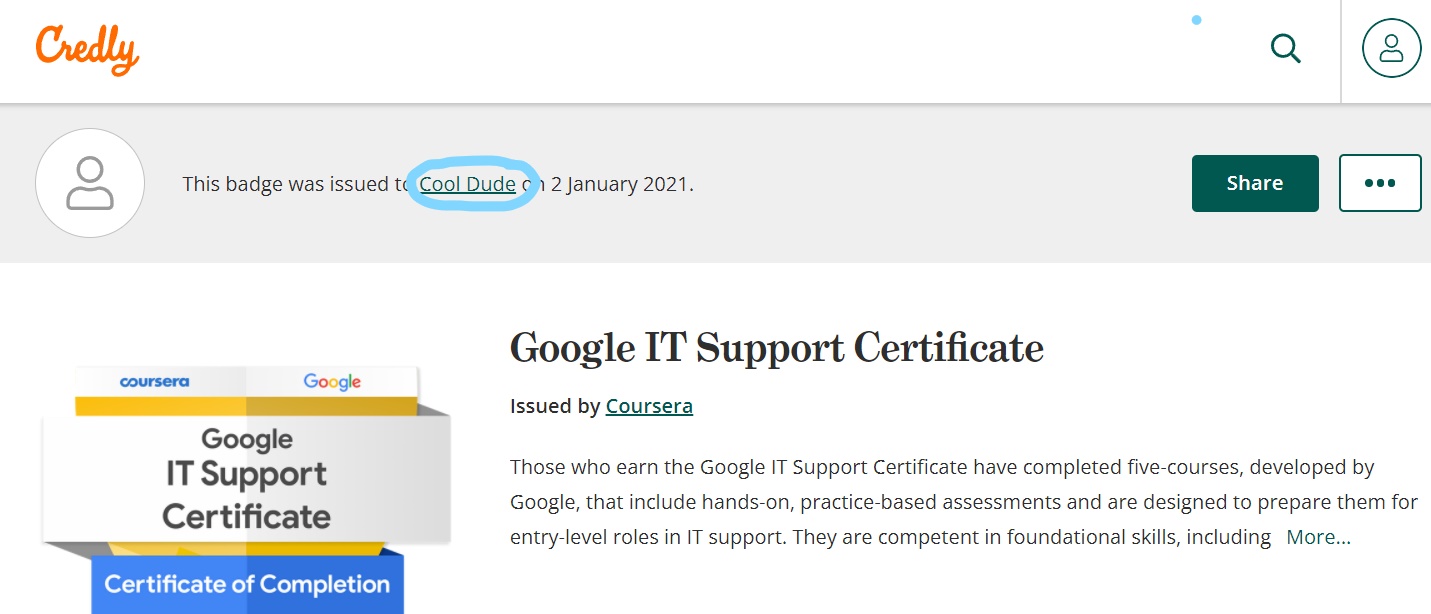 Credly
This badge was issued to Cool Dude on 2 January 2021.
Share
Google IT Support Certificate
Issued by Coursera
Those who earn the Google IT Support Certificate have completed five-courses, developed by
Google, that include hands-on, practice-based assessments and are designed to prepare them for
entry-level roles in IT support. They are competent in foundational skills, including More...
coursera Google
Google
IT Support
Certificate
Certificate of Completion